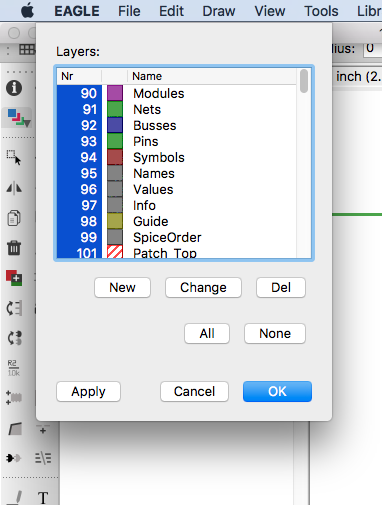 EAGLE File Edit Draw View Tools Libr
Layers:
dius: 0
Nr Name
inch (2.
90 Modules
91 Nets
92 Busses
93 Pins
94 Symbols
95 Names
96 Values
97 Info
98 Guide
99 SpiceOrder
101 Patch_Top
New Change Del
All None
R2
10k
Apply Cancel OK
T